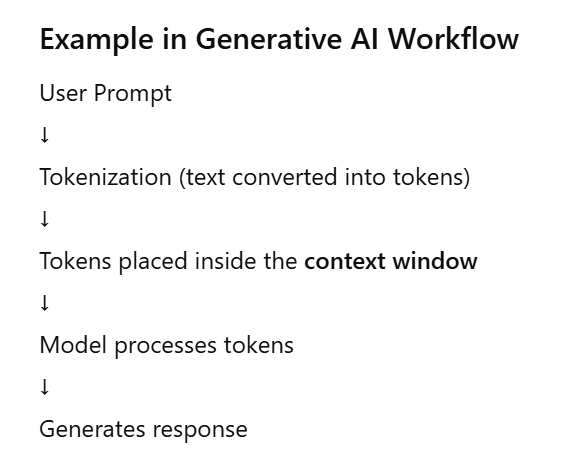 Example in Generative AI Workflow
User Prompt
↓
Tokenization (text converted into tokens)
↓
Tokens placed inside the context window
↓
Model processes tokens
↓
Generates response